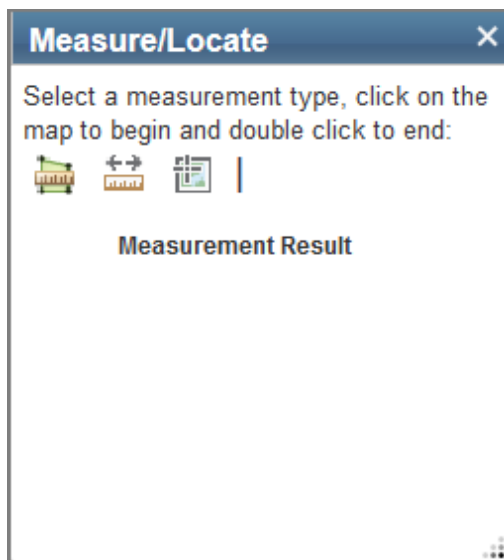 Measure/Locate
Select a measurement type, click on the
map to begin and double click to end:
Measurement Result